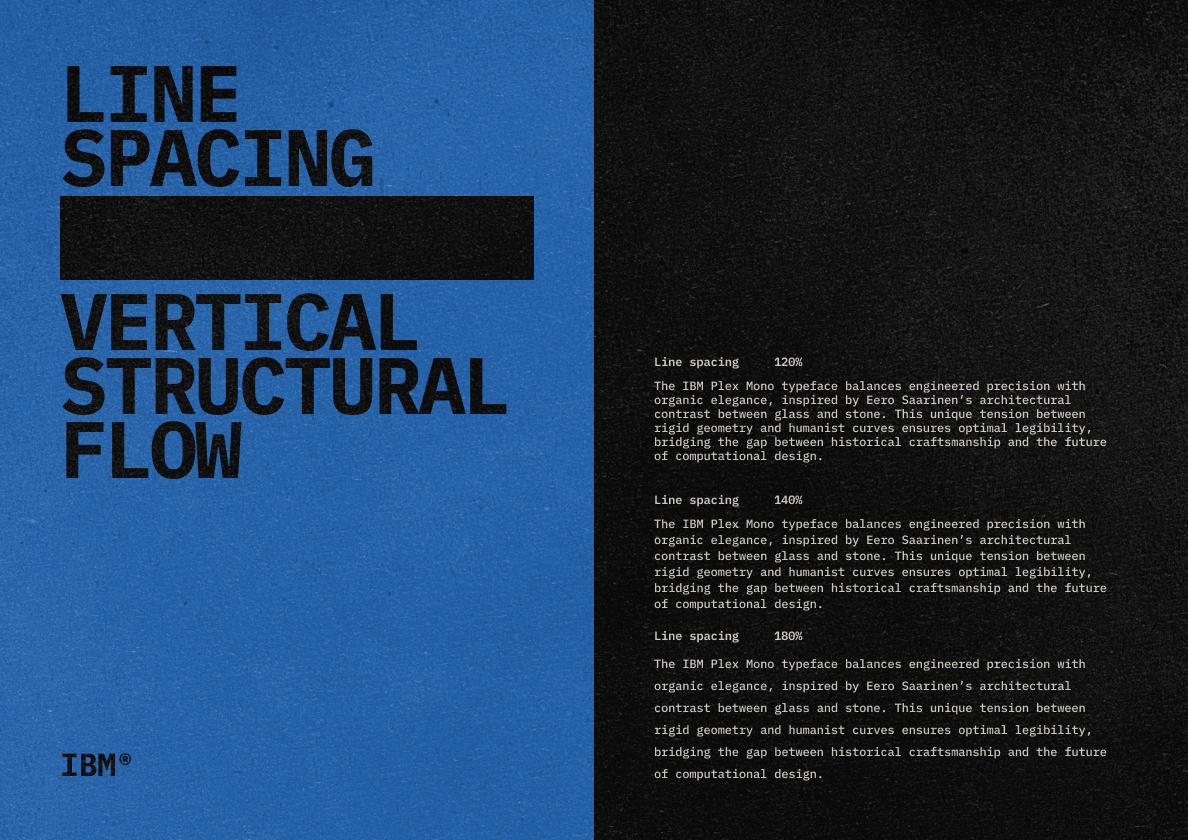 LINE
SPACING
VERTICAL
STRUCTURAL
FLOW
IBM®
Line spacing 120%
The IBM Plex Mono typeface balances engineered precision with
organic elegance, inspired by Eero Saarinen’s architectural
contrast between glass and stone. This unique tension between
rigid geometry and humanist curves ensures optimal legibility,
bridging the gap between historical craftsmanship and the future
of computational design.
Line spacing 140%
The IBM Plex Mono typeface balances engineered precision with
organic elegance, inspired by Eero Saarinen’s architectural
contrast between glass and stone. This unique tension between
rigid geometry and humanist curves ensures optimal legibility,
bridging the gap between historical craftsmanship and the future
of computational design.
Line spacing 180%
The IBM Plex Mono typeface balances engineered precision with
organic elegance, inspired by Eero Saarinen’s architectural
contrast between glass and stone. This unique tension between
rigid geometry and humanist curves ensures optimal legibility,
bridging the gap between historical craftsmanship and the future
of computational design.